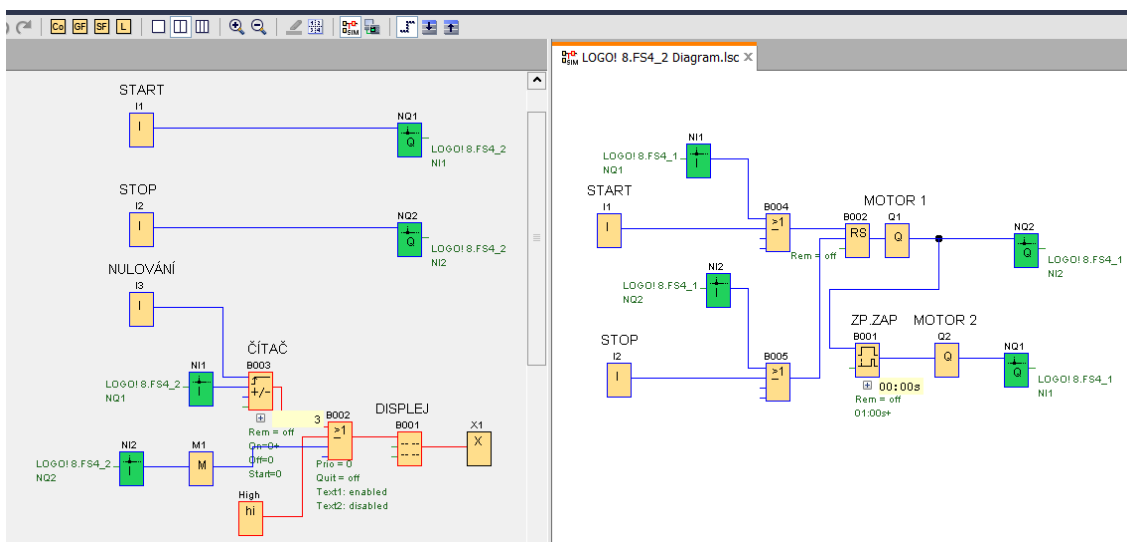 Co GF SF L
SIM
LOGO! 8.FS4_2 Diagram.lsc
START
I1
I
NQ1
Q
LOGO! 8.FS4_2
NI1
STOP
I2
I
NQ2
Q
LOGO! 8.FS4_2
NI2
NULOVÁNÍ
I3
I
ČÍTAČ
NI1
B003
LOGO! 8.FS4_2
NQ1
I
+/-
3
Rem = off
On=0+
Off=0
Start=0
B002
≥1
Prio = 0
Quit = off
Text1: enabled
Text2: disabled
DISPLEJ
B001
X1
X
NI2
LOGO! 8.FS4_2
NQ2
I
M1
M
High
hi
NI1
LOGO! 8.FS4_1
NQ1
I
START
I1
I
B004
≥1
MOTOR 1
B002
RS
Rem = off
Q1
Q
NQ2
Q
LOGO! 8.FS4_1
NI2
NI2
LOGO! 8.FS4_1
NQ2
I
STOP
I2
I
B005
≥1
ZP.ZAP
B001
00:00s
Rem = off
01:00s+
MOTOR 2
Q2
Q
NQ1
Q
LOGO! 8.FS4_1
NI1